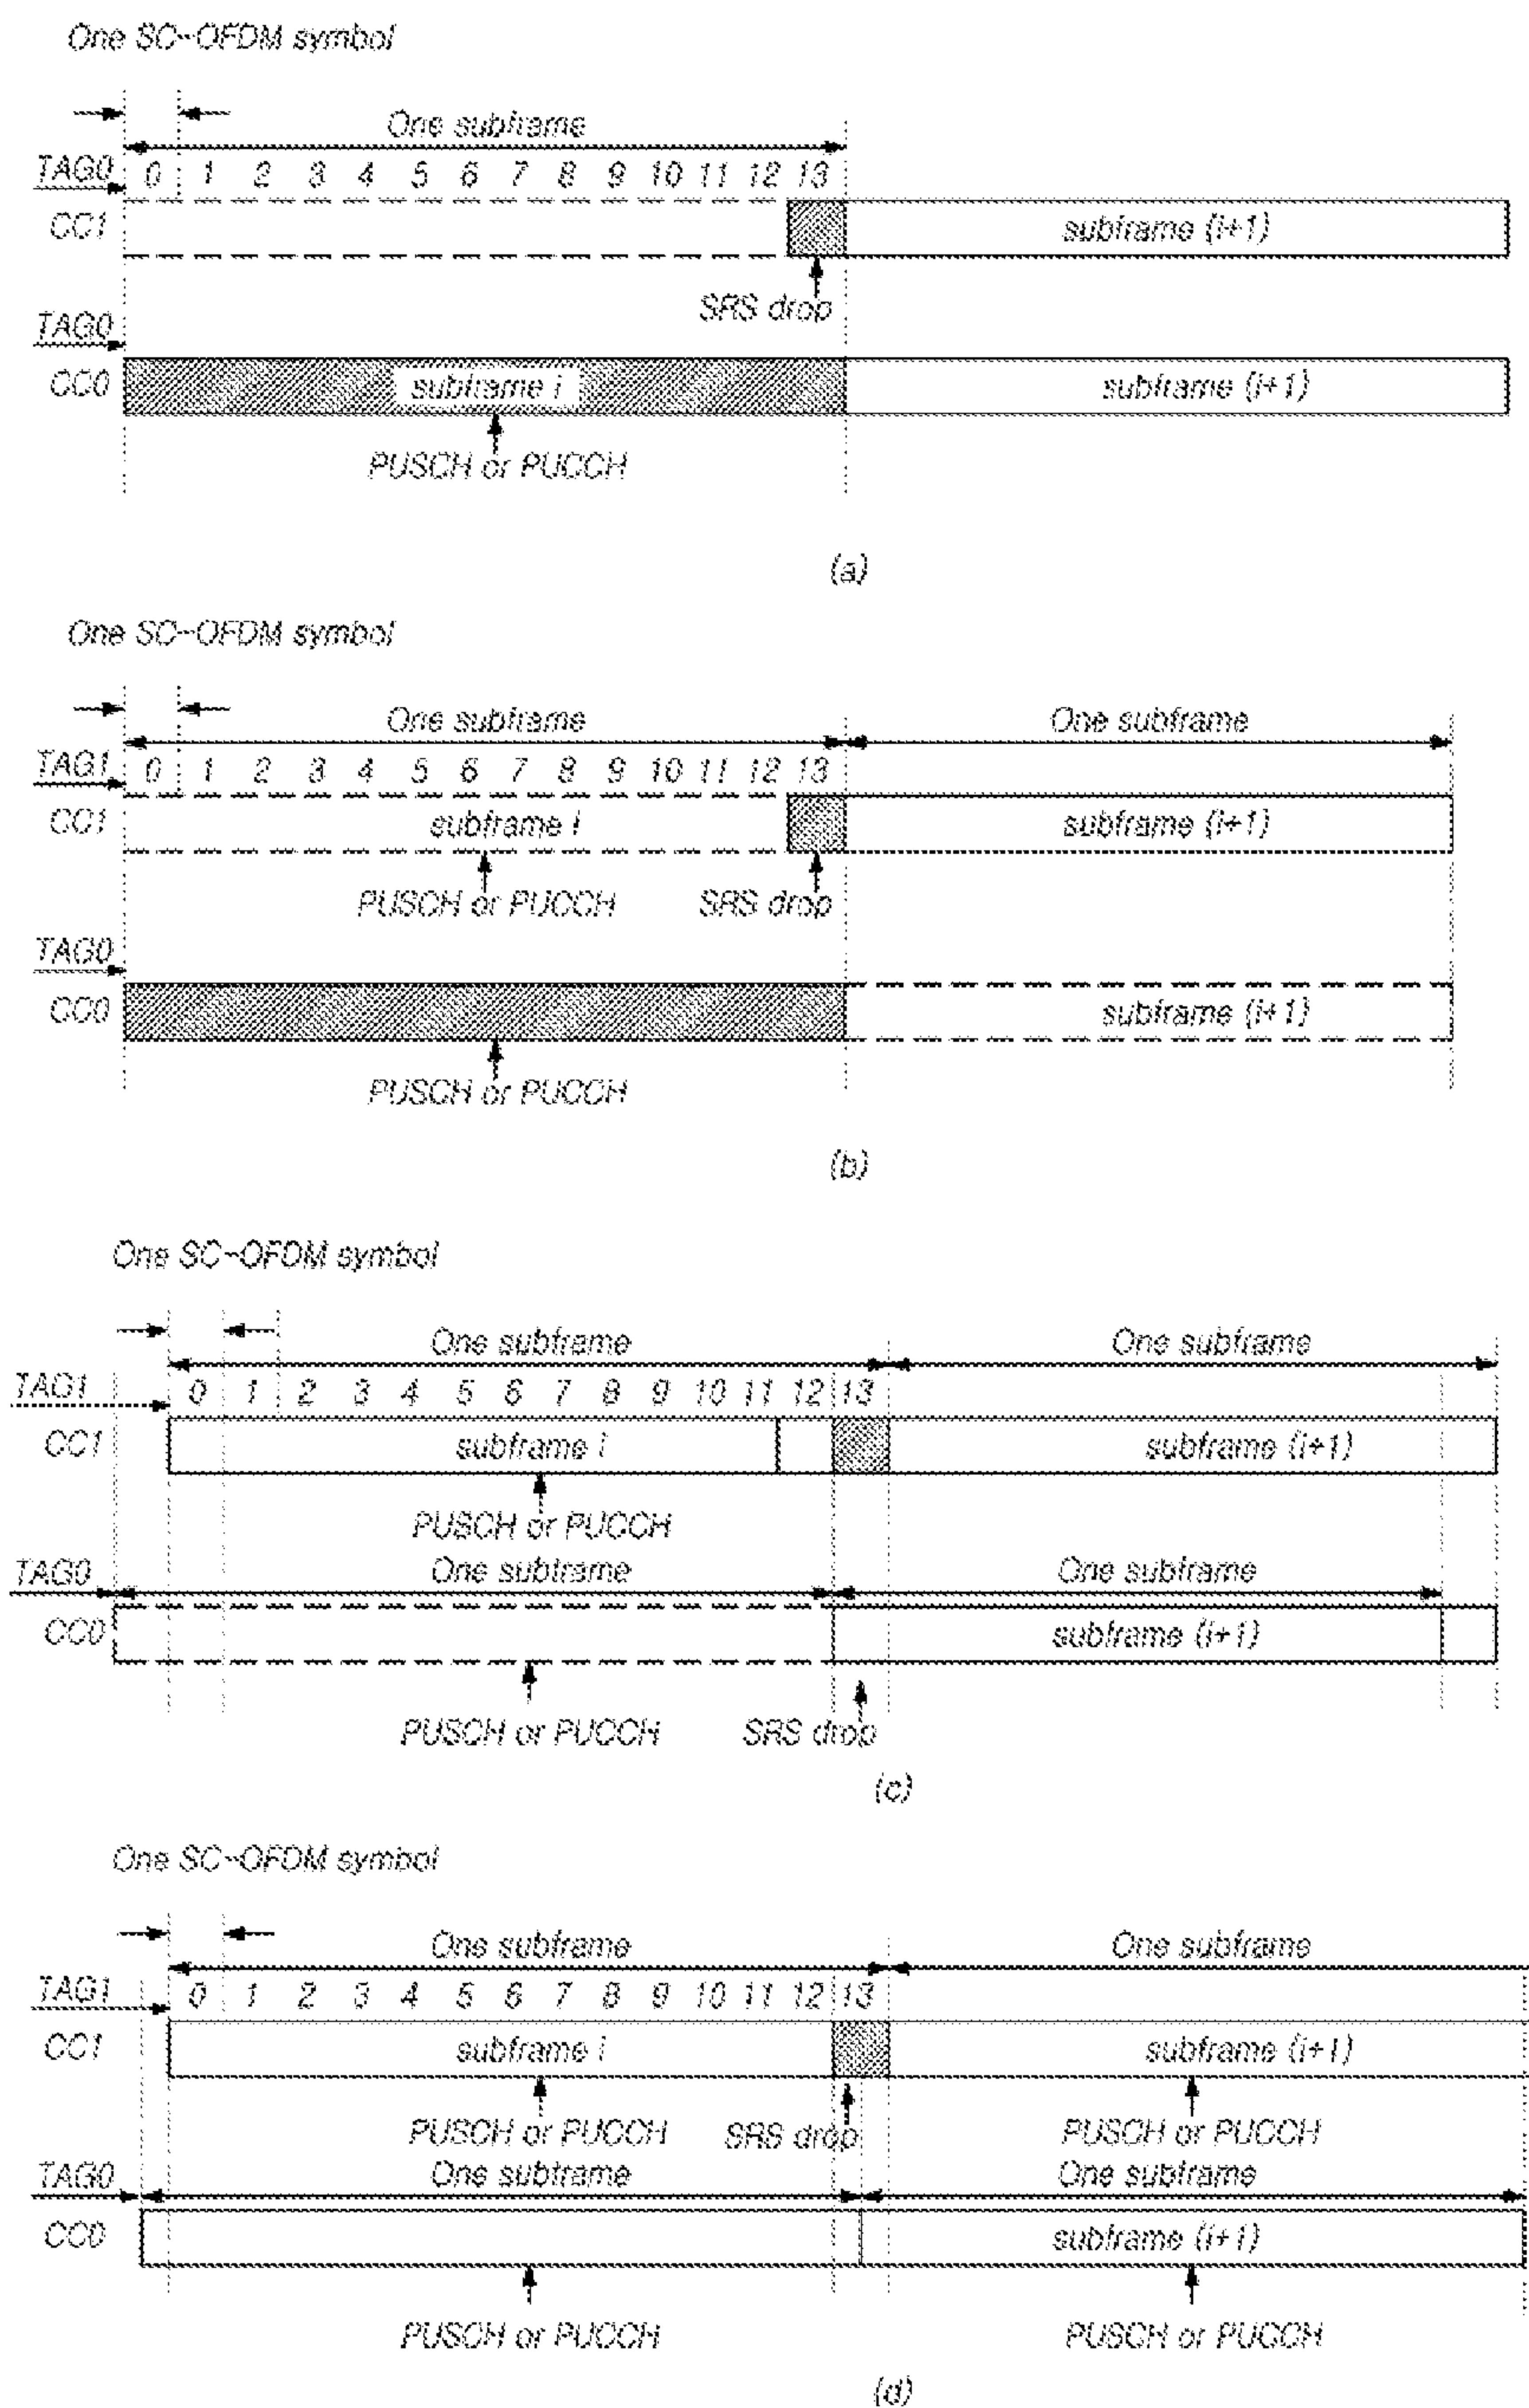 One SC-OFDM symbol
One subframe
TAG0 0 1 2 3 4 5 6 7 8 9 10 11 12 13
CC1 subframe (i+1)
SRS drop
TAG0
CC0 subframe i subframe (i+1)
PUSCH or PUCCH
(a)
One SC-OFDM symbol
One subframe One subframe
TAG1 0 1 2 3 4 5 6 7 8 9 10 11 12 13
CC1 subframe i subframe (i+1)
PUSCH or PUCCH SRS drop
TAG0
CC0 subframe (i+1)
PUSCH or PUCCH
(b)
One SC-OFDM symbol
One subframe One subframe
TAG1 0 1 2 3 4 5 6 7 8 9 10 11 12 13
CC1 subframe i subframe (i+1)
PUSCH or PUCCH
TAG0 One subframe One subframe
CC0 subframe (i+1)
PUSCH or PUCCH SRS drop
(c)
One SC-OFDM symbol
One subframe One subframe
TAG1 0 1 2 3 4 5 6 7 8 9 10 11 12 13
CC1 subframe i subframe (i+1)
PUSCH or PUCCH SRS drop PUSCH or PUCCH
TAG0 One subframe One subframe
CC0 subframe (i+1)
PUSCH or PUCCH PUSCH or PUCCH
(d)